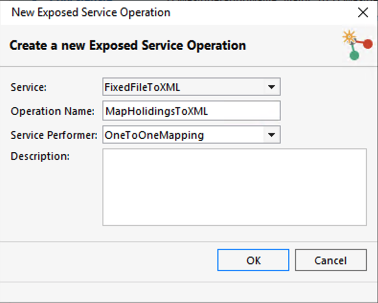 New Exposed Service Operation
Create a new Exposed Service Operation
Service: FixedFileToXML
Operation Name: MapHolidingsToXML
Service Performer: OneToOneMapping
Description:
OK Cancel